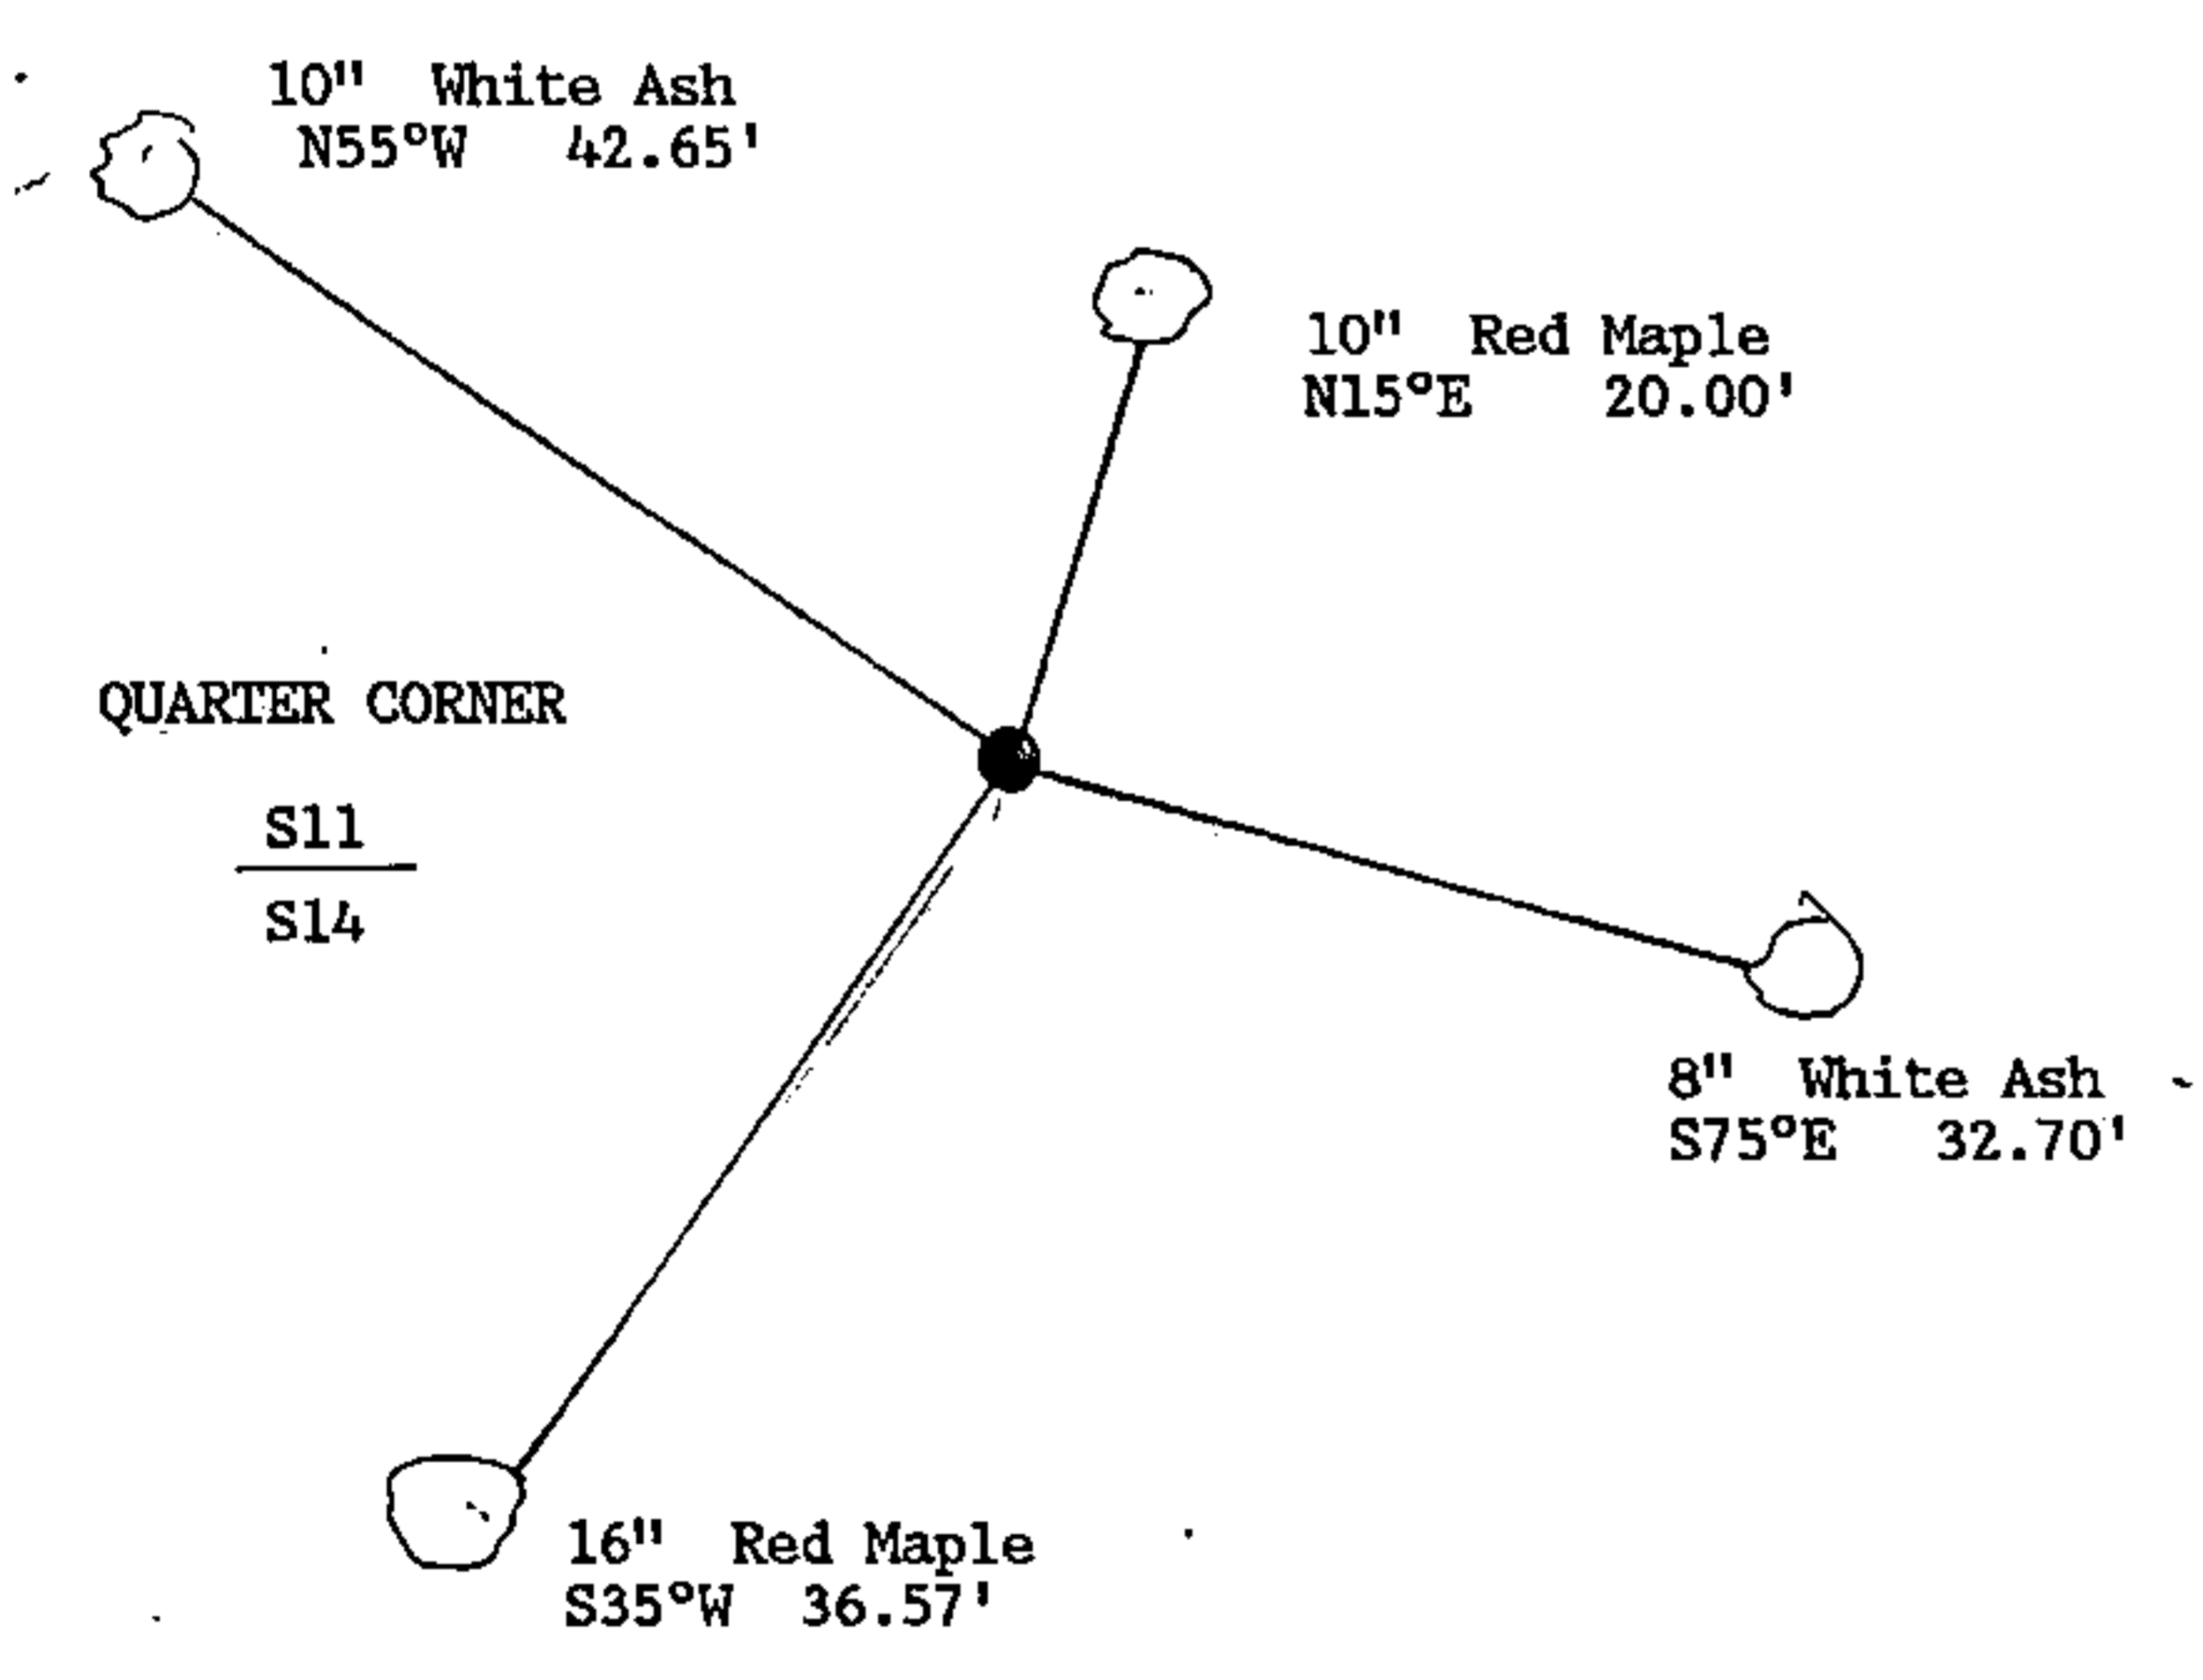 10" White Ash
N55°W 42.65'
10" Red Maple
N15°E 20.00'
QUARTER CORNER
S11
S14
8" White Ash
S75°E 32.70'
16" Red Maple
S35°W 36.57'